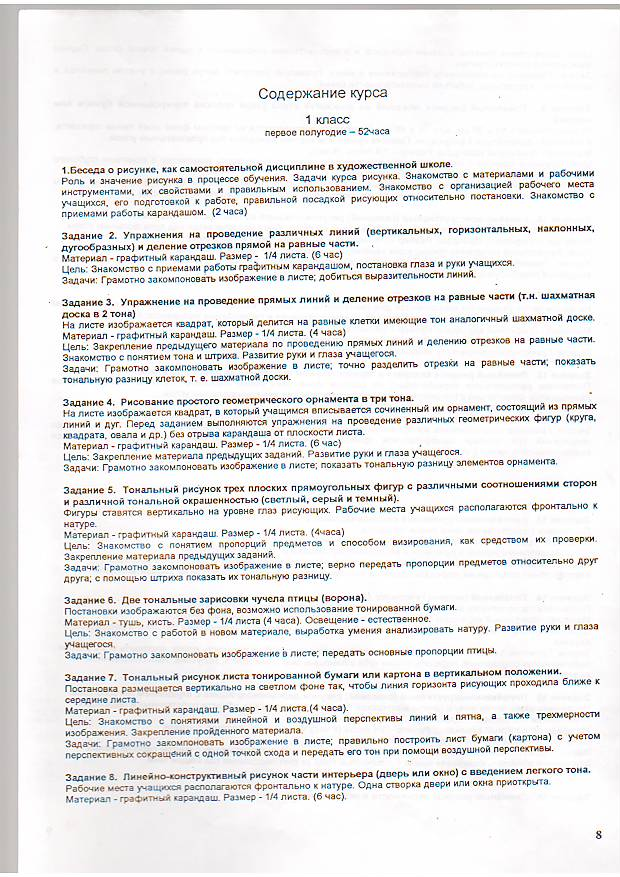 Содержание курса
1 класс
первое полугодие – 52часа
1.Беседа о рисунке, как самостоятельной дисциплине в художественной школе.
Роль и значение рисунка в процессе обучения. Задачи курса рисунка. Знакомство с материалами и рабочими
инструментами, их свойствами и правильным использованием. Знакомство с организацией рабочего места
учащихся, его подготовкой к работе, правильной посадкой рисующих относительно постановки. Знакомство с
приемами работы карандашом. (2 часа)
Задание 2. Упражнения на проведение различных линий (вертикальных, горизонтальных, наклонных,
дугообразных) и деление отрезков прямой на равные части.
Материал - графитный карандаш. Размер - 1/4 листа. (6 час)
Цель: Знакомство с приемами работы графитным карандашом, постановка глаза и руки учащихся.
Задачи: Грамотно закомпоновать изображение в листе; добиться выразительности линий.
Задание 3. Упражнение на проведение прямых линий и деление отрезков на равные части (т.н. шахматная
доска в 2 тона)
На листе изображается квадрат, который делится на равные клетки имеющие тон аналогичный шахматной доске.
Материал - графитный карандаш. Размер - 1/4 листа. (4 часа)
Цель: Закрепление предыдущего материала по проведению прямых линий и делению отрезков на равные части.
Знакомство с понятием тона и штриха. Развитие руки и глаза учащегося.
Задачи: Грамотно закомпоновать изображение в листе; точно разделить отрезки на равные части; показать
тональную разницу клеток, т. е. шахматной доски.
Задание 4. Рисование простого геометрического орнамента в три тона.
На листе изображается квадрат, в который учащимся вписывается сочиненный им орнамент, состоящий из прямых
линий и дуг. Перед заданием выполняются упражнения на проведение различных геометрических фигур (круга,
квадрата, овала и др.) без отрыва карандаша от плоскости листа.
Материал - графитный карандаш. Размер - 1/4 листа. (6 час)
Цель: Закрепление материала предыдущих заданий. Развитие руки и глаза учащегося.
Задачи: Грамотно закомпоновать изображение в листе; показать тональную разницу элементов орнамента.
Задание 5. Тональный рисунок трех плоских прямоугольных фигур с различными соотношениями сторон
и различной тональной окрашенностью (светлый, серый и темный).
Фигуры ставятся вертикально на уровне глаз рисующих. Рабочие места учащихся располагаются фронтально к
натуре.
Материал - графитный карандаш. Размер - 1/4 листа. (4часа)
Цель: Знакомство с понятием пропорций предметов и способом визирования, как средством их проверки.
Закрепление материала предыдущих заданий.
Задачи: Грамотно закомпоновать изображение в листе; верно передать пропорции предметов относительно друг
друга; с помощью штриха показать их тональную разницу.
Задание 6. Две тональные зарисовки чучела птицы (ворона).
Постановки изображаются без фона, возможно использование тонированной бумаги.
Материал - тушь, кисть. Размер - 1/4 листа (4 часа). Освещение - естественное.
Цель: Знакомство с работой в новом материале, выработка умения анализировать натуру. Развитие руки и глаза
учащегося.
Задачи: Грамотно закомпоновать изображение в листе; передать основные пропорции птицы.
Задание 7. Тональный рисунок листа тонированной бумаги или картона в вертикальном положении.
Постановка размещается вертикально на светлом фоне так, чтобы линия горизонта рисующих проходила ближе к
середине листа.
Материал - графитный карандаш. Размер - 1/4 листа.(4 часа).
Цель: Знакомство с понятиями линейной и воздушной перспективы линий и пятна, а также трехмерности
изображения. Закрепление пройденного материала.
Задачи: Грамотно закомпоновать изображение в листе; правильно построить лист бумаги (картона) с учетом
перспективных сокращений с одной точкой схода и передать его тон при помощи воздушной перспективы.
Задание 8. Линейно-конструктивный рисунок части интерьера (дверь или окно) с введением легкого тона.
Рабочие места учащихся располагаются фронтально к натуре. Одна створка двери или окна приоткрыта.
Материал - графитный карандаш. Размер - 1/4 листа. (6 час).
8